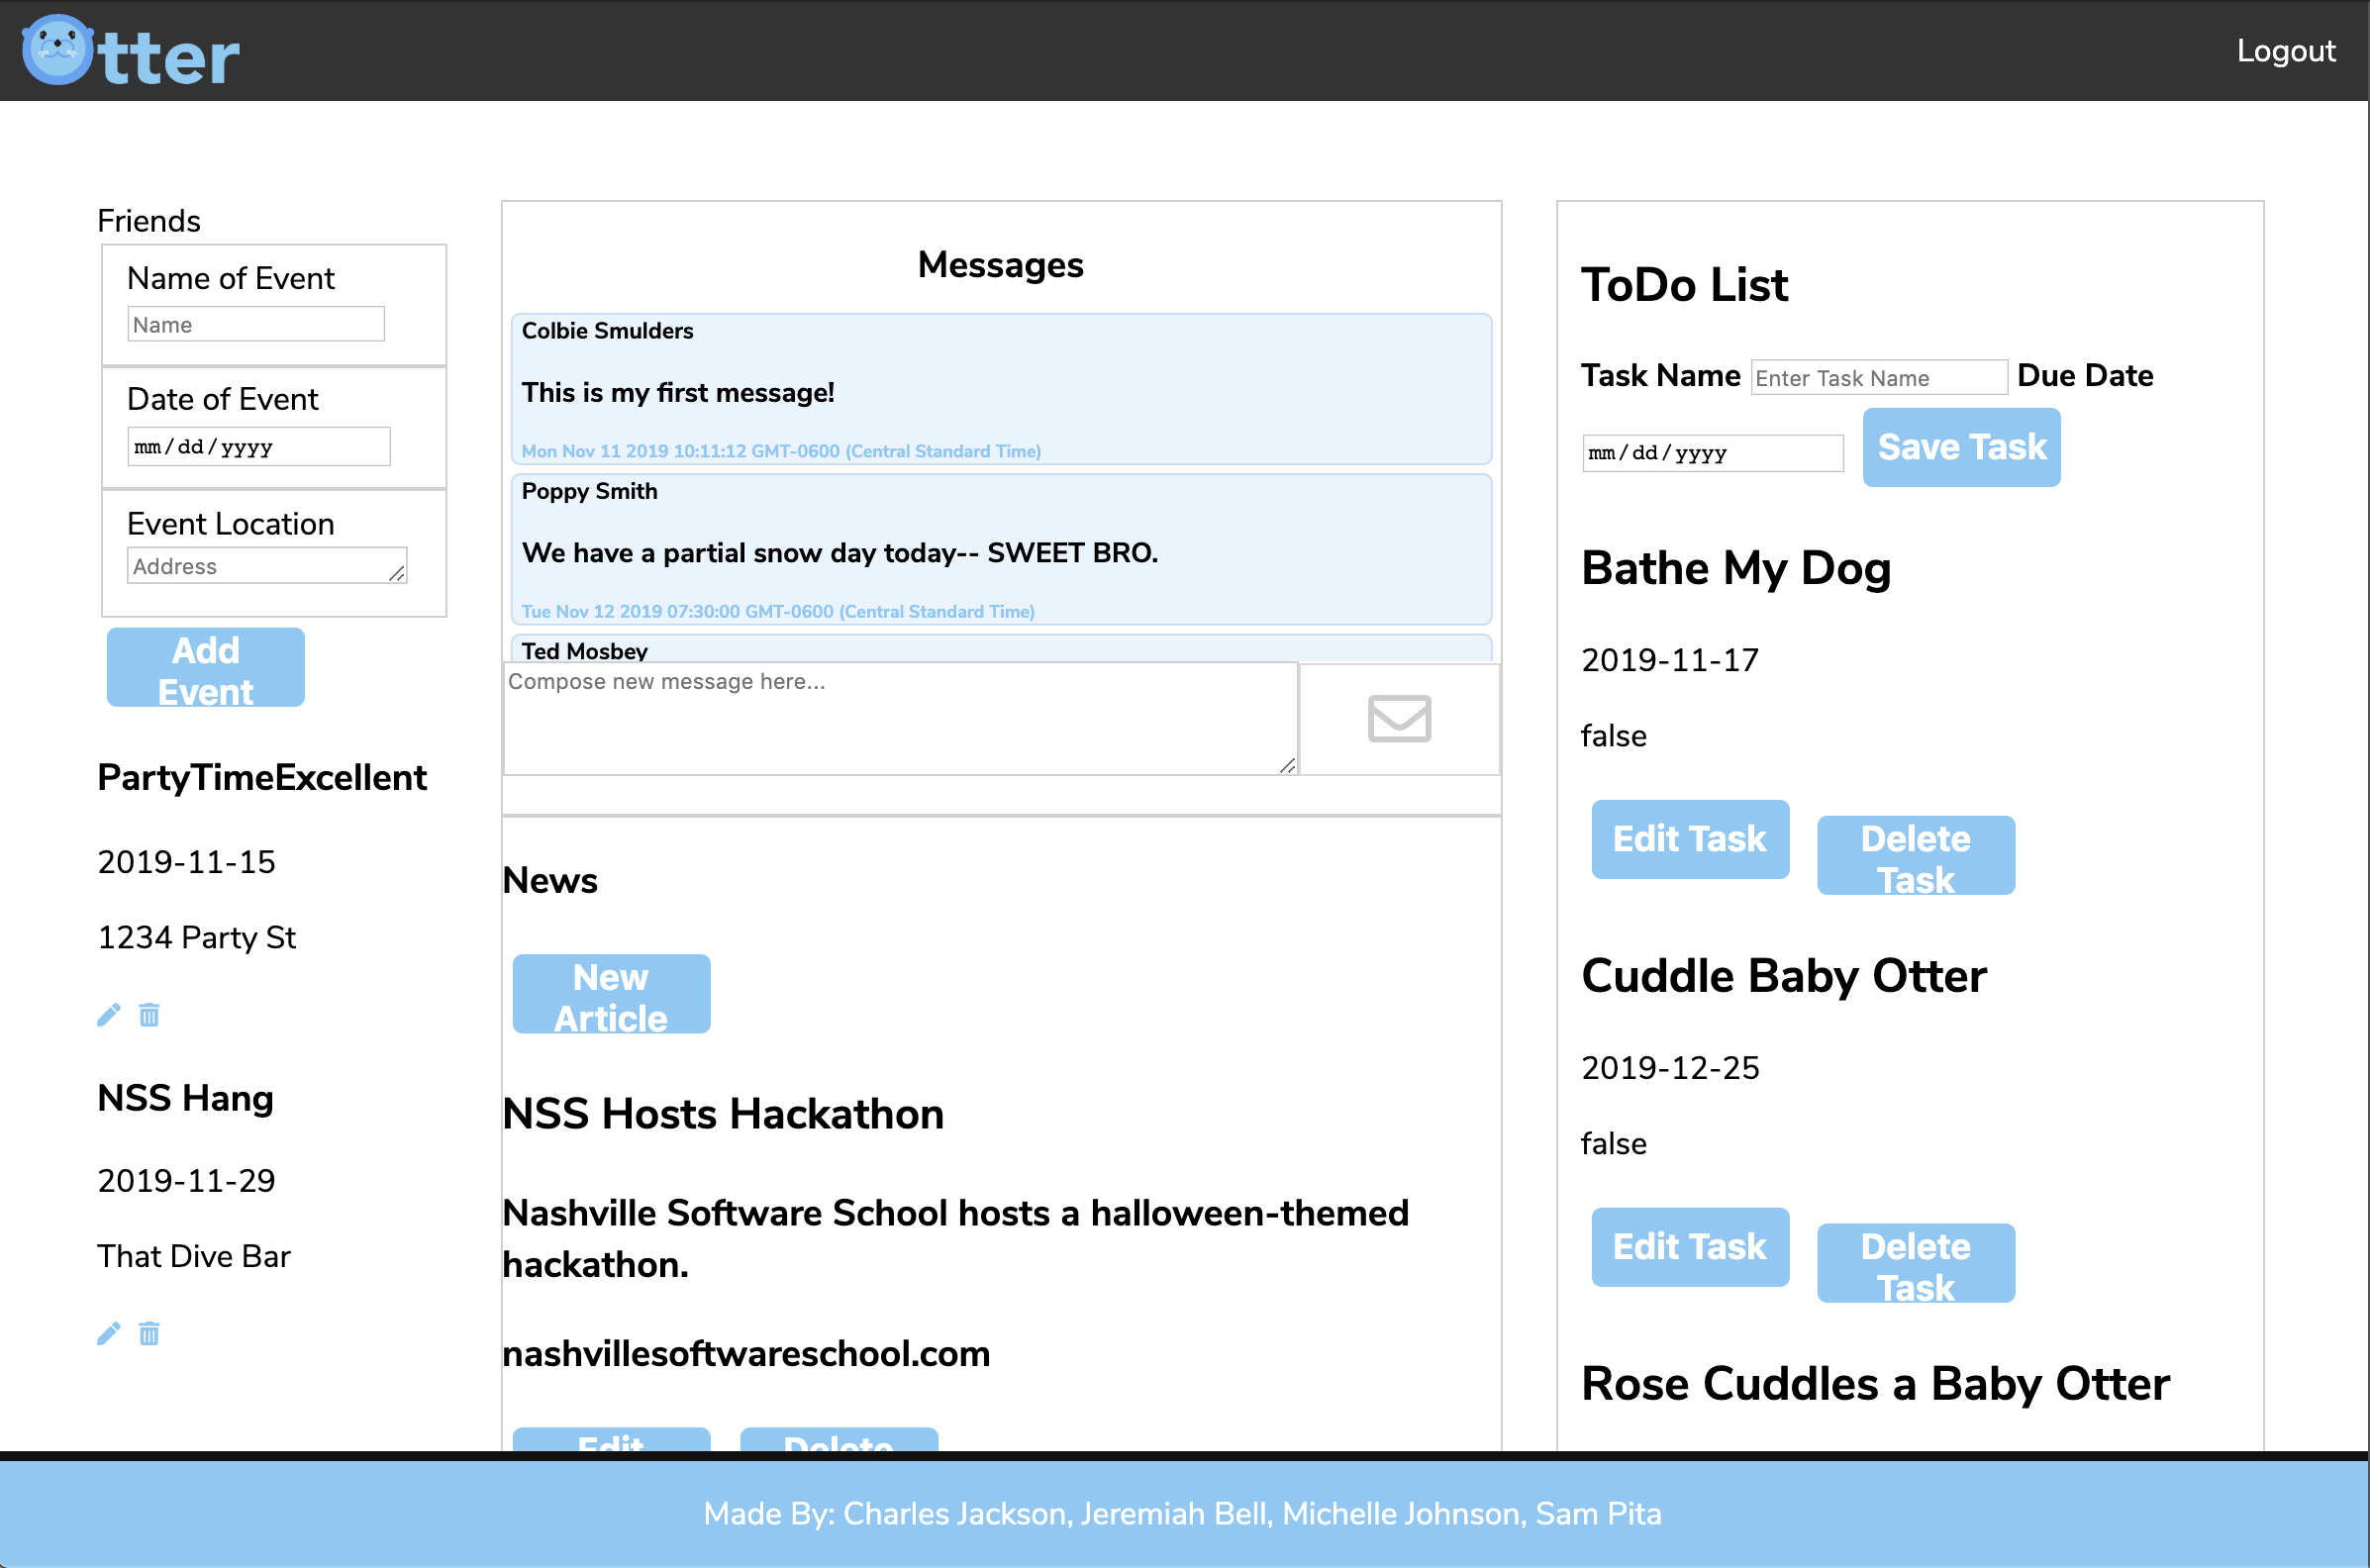 Otter
Logout
Friends
Name of Event
Name
Date of Event
mm/dd/yyyy
Event Location
Address
Add
Event
PartyTimeExcellent
2019-11-15
1234 Party St
NSS Hang
2019-11-29
That Dive Bar
Messages
Colbie Smulders
This is my first message!
Mon Nov 11 2019 10:11:12 GMT-0600 (Central Standard Time)
Poppy Smith
We have a partial snow day today-- SWEET BRO.
Tue Nov 12 2019 07:30:00 GMT-0600 (Central Standard Time)
Ted Mosbey
Compose new message here...
News
New
Article
NSS Hosts Hackathon
Nashville Software School hosts a halloween-themed
hackathon.
nashvillesoftwareschool.com
Edit
Delete
ToDo List
Task Name Enter Task Name Due Date
mm/dd/yyyy Save Task
Bathe My Dog
2019-11-17
false
Edit Task
Delete
Task
Cuddle Baby Otter
2019-12-25
false
Edit Task
Delete
Task
Rose Cuddles a Baby Otter
Made By: Charles Jackson, Jeremiah Bell, Michelle Johnson, Sam Pita